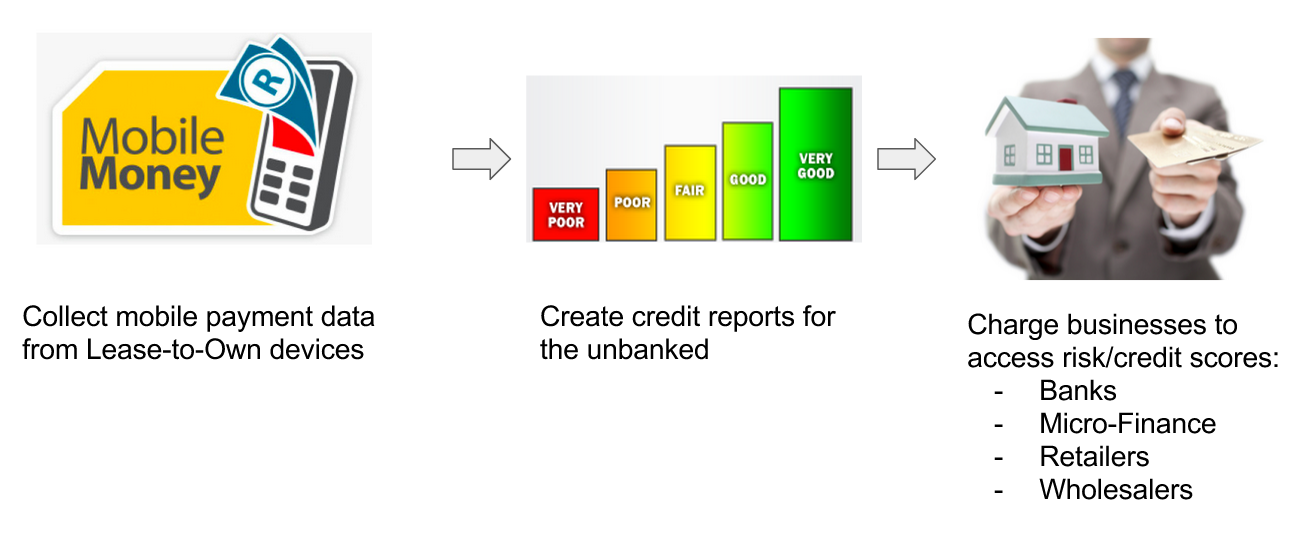 Mobile
Money
R
VERY
POOR
POOR
FAIR
GOOD
VERY
GOOD
Collect mobile payment data
from Lease-to-Own devices
Create credit reports for
the unbanked
Charge businesses to
access risk/credit scores:
- Banks
- Micro-Finance
- Retailers
- Wholesalers